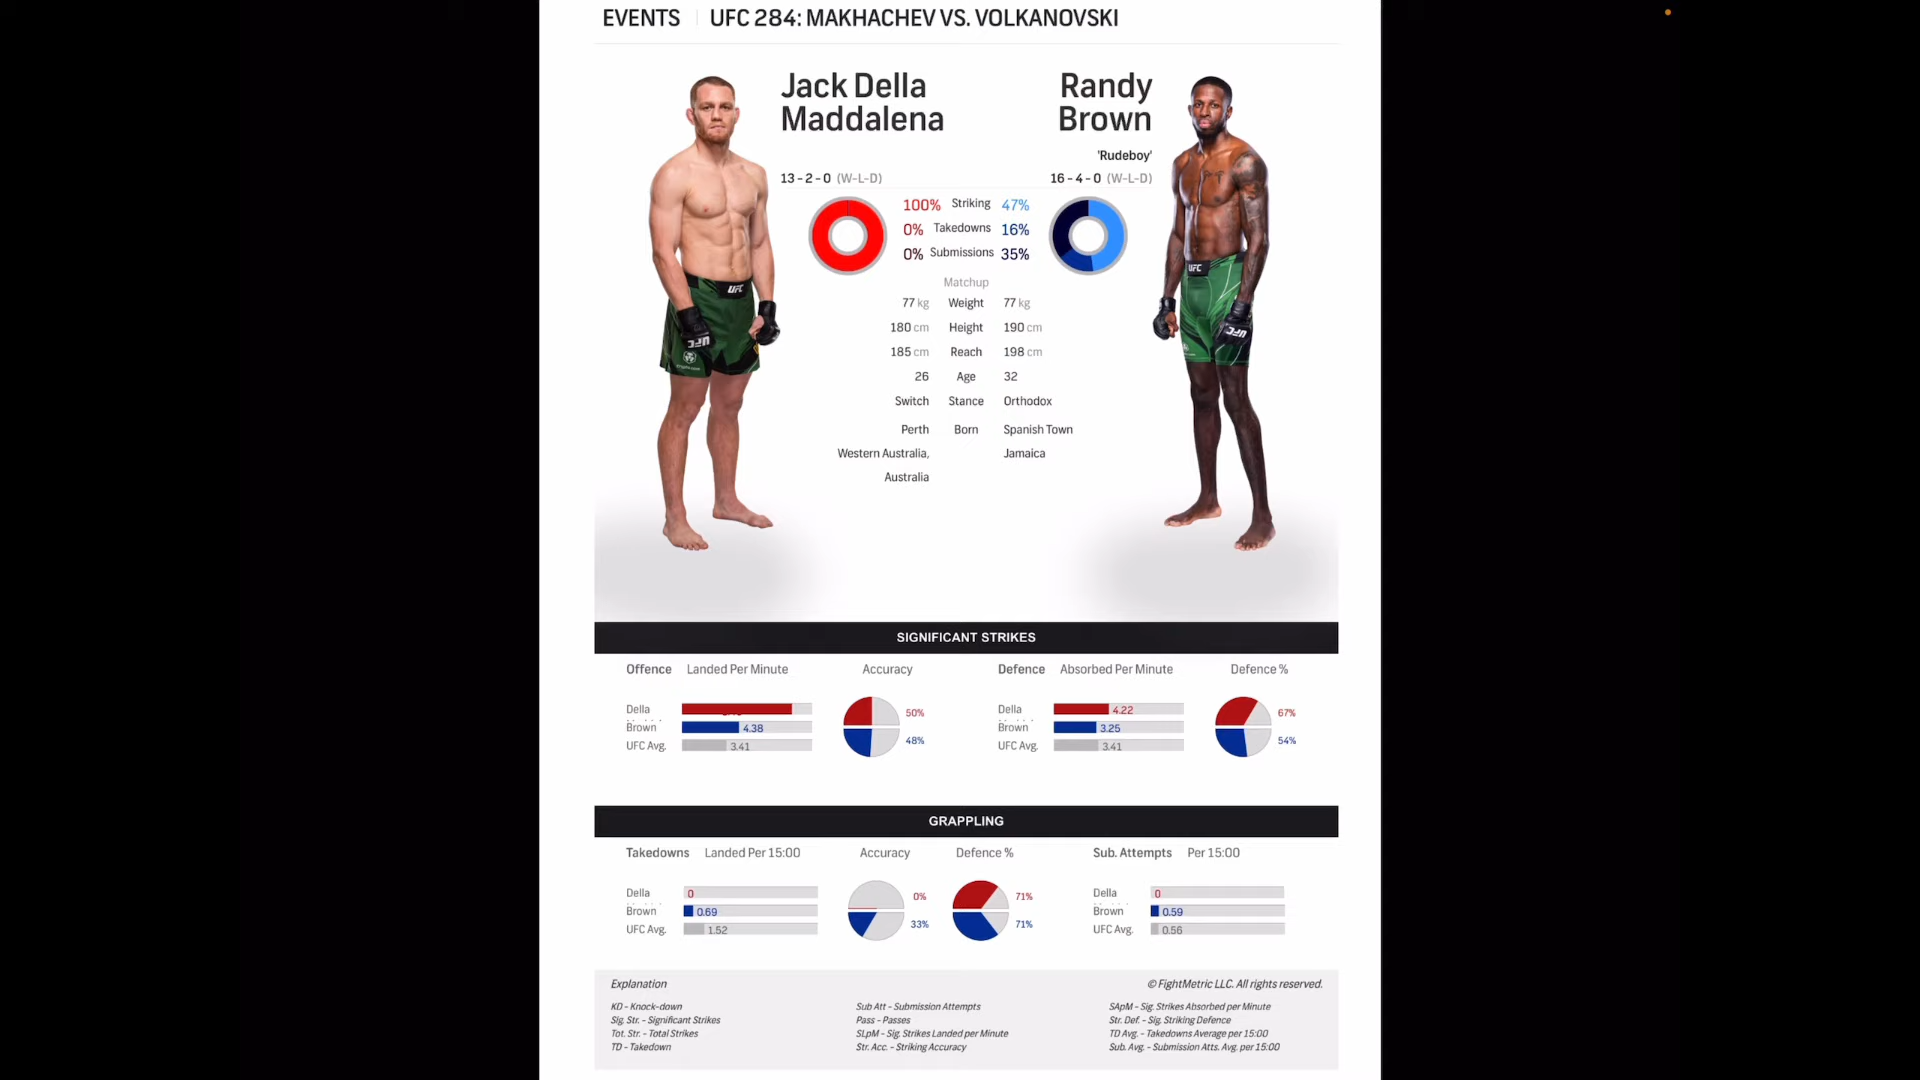 EVENTS UFC 284: MAKHACHEV VS. VOLKANOVSKI
Jack Della
Maddalena
Randy
Brown
'Rudeboy'
13 - 2 - 0 (W-L-D)
16 - 4 - 0 (W-L-D)
100% Striking 47%
0% Takedowns 16%
0% Submissions 35%
Matchup
77 kg Weight 77 kg
180 cm Height 190 cm
185 cm Reach 198 cm
26 Age 32
Switch Stance Orthodox
Perth Born Spanish Town
Western Australia, Jamaica
Australia
UFC
UFC
UFC
UFC
SIGNIFICANT STRIKES
Offence Landed Per Minute Accuracy Defence Absorbed Per Minute Defence %
Della 50% Della 4.22 67%
Brown 4.38 48% Brown 3.25 54%
UFC Avg. 3.41 UFC Avg. 3.41
GRAPPLING
Takedowns Landed Per 15:00 Accuracy Defence % Sub. Attempts Per 15:00
Della 0 0% 71% Della 0
Brown 0.69 33% 71% Brown 0.59
UFC Avg. 1.52 UFC Avg. 0.56
Explanation © FightMetric LLC. All rights reserved.
KD - Knock-down Sub Att - Submission Attempts SApM - Sig. Strikes Absorbed per Minute
Sig. Str. - Significant Strikes Pass - Passes Str. Def. - Sig. Striking Defence
Tot. Str. - Total Strikes SLpM - Sig. Strikes Landed per Minute TD Avg. - Takedowns Average per 15:00
TD - Takedown Str. Acc. - Striking Accuracy Sub. Avg. - Submission Atts. Avg. per 15:00